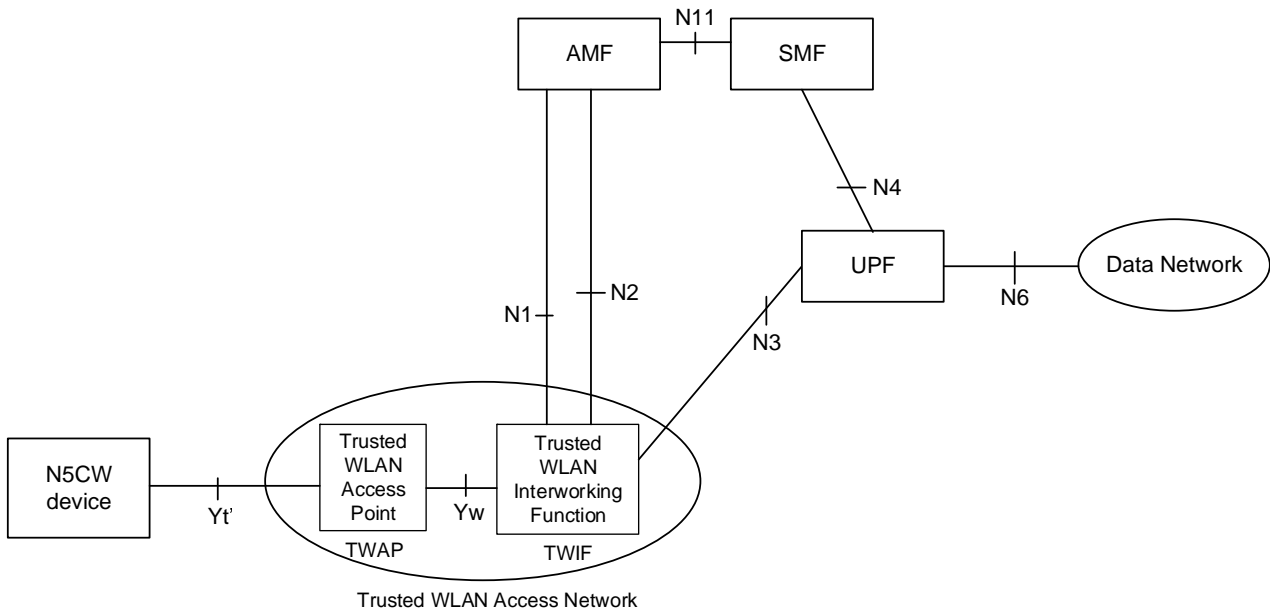 N11
AMF
SMF
N4
UPF
Data Network
N2
N1
N6
N3
Trusted
WLAN
Access
Point
Trusted
WLAN
Interworking
Function
N5CW
device
Yt’
Yw
TWAP
TWIF
Trusted WLAN Access Network